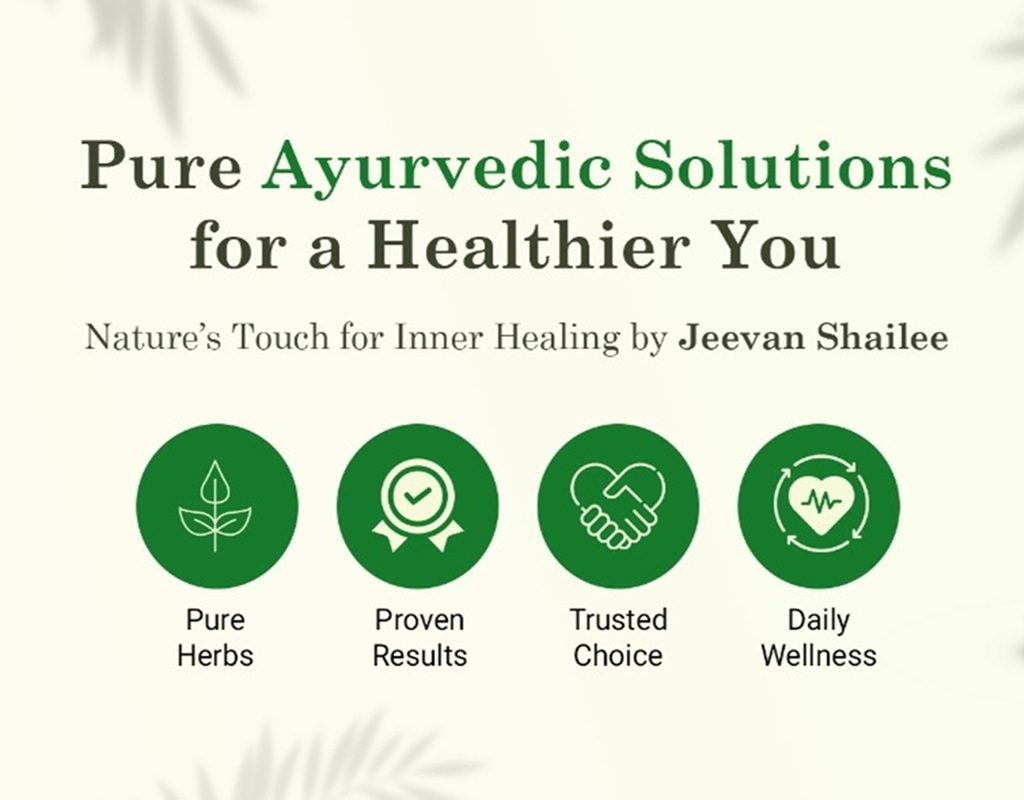 Pure Ayurvedic Solutions
for a Healthier You
Nature’s Touch for Inner Healing by Jeevan Shailee
Pure
Herbs
Proven
Results
Trusted
Choice
Daily
Wellness